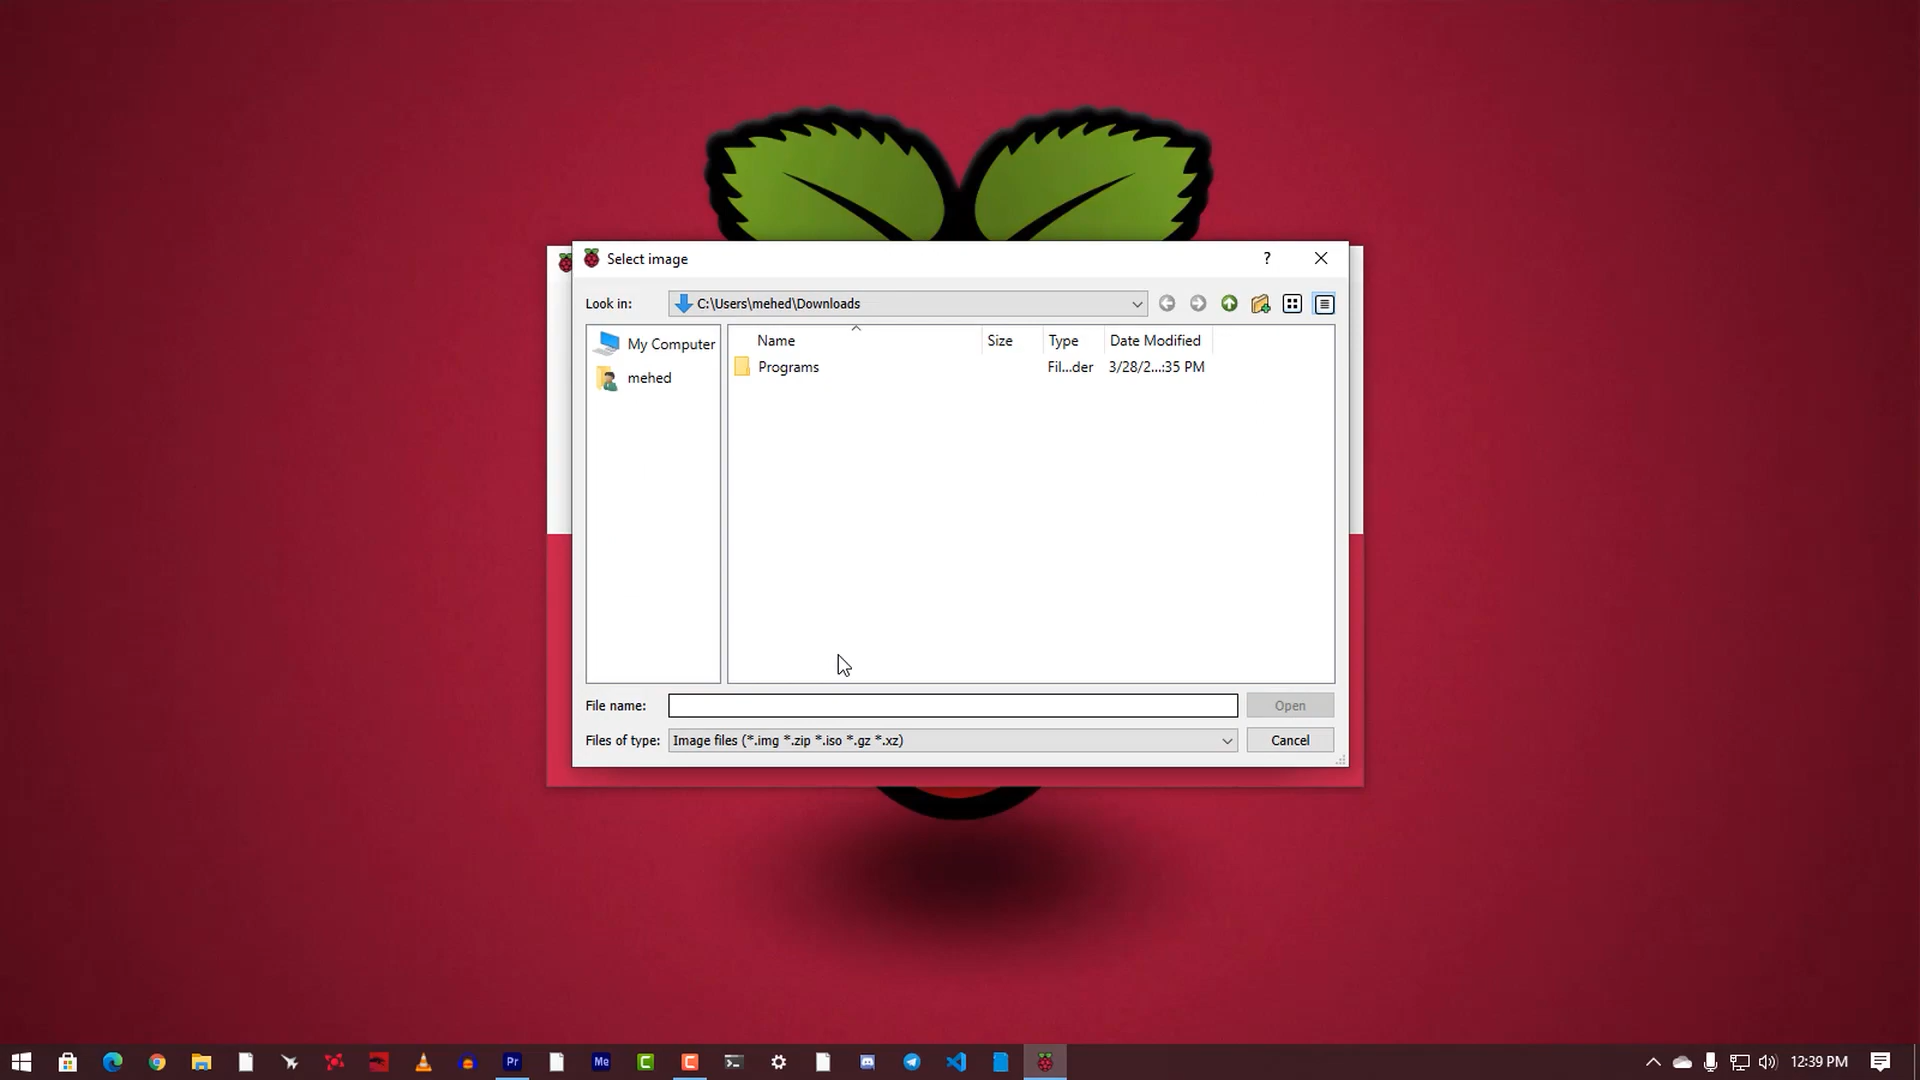 Select image
?
Look in:
C:\Users\mehed\Downloads
My Computer
mehed
Name
Size
Type
Date Modified
Programs
Fil...der
3/28/2...:35 PM
File name:
Open
Files of type:
Image files (*.img *.zip *.iso *.gz *.xz)
Cancel
Pr
Me
C
C
12:39 PM